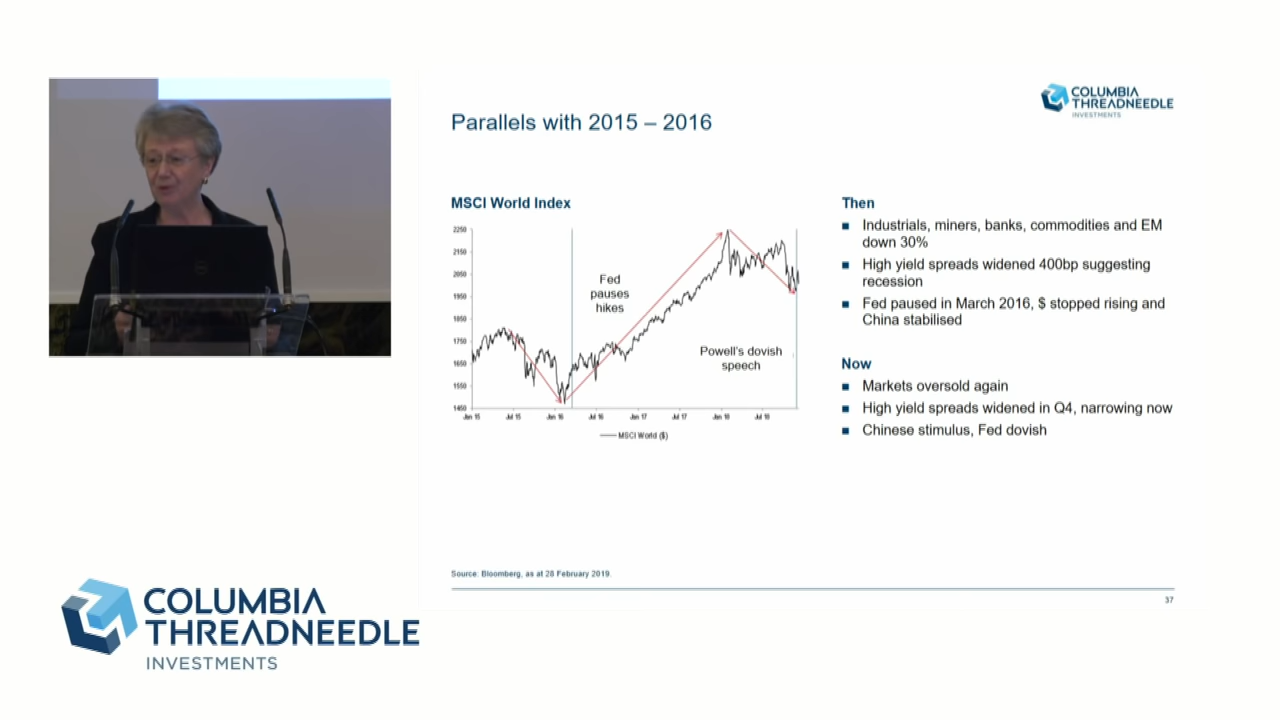 COLUMBIA
THREADNEEDLE
INVESTMENTS
Parallels with 2015 – 2016
MSCI World Index
2250
2150
2050
1950
1850
1750
1650
1550
1450
Jan 15
Jul 15
Jan 16
Jul 16
Jan 17
Jul 17
Jan 18
Jul 18
Fed
pauses
hikes
Powell's dovish
speech
MSCI World ($)
Then
Industrials, miners, banks, commodities and EM
down 30%
High yield spreads widened 400bp suggesting
recession
Fed paused in March 2016, $ stopped rising and
China stabilised
Now
Markets oversold again
High yield spreads widened in Q4, narrowing now
Chinese stimulus, Fed dovish
Source: Bloomberg, as at 28 February 2019.
37
COLUMBIA
THREADNEEDLE
INVESTMENTS